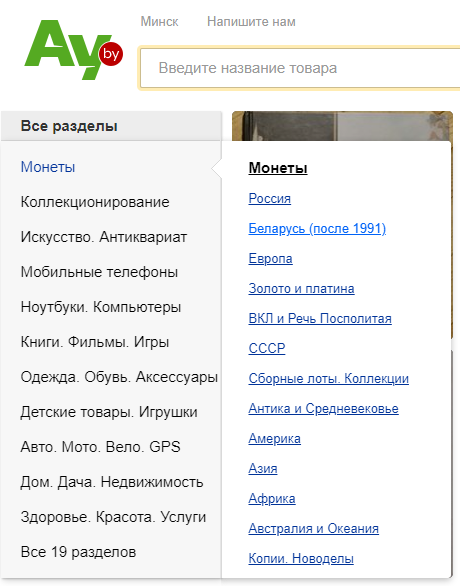 Ay by
Минск
Напишите нам
Введите название товара
Все разделы
Монеты
Коллекционирование
Искусство. Антиквариат
Мобильные телефоны
Ноутбуки. Компьютеры
Книги. Фильмы. Игры
Одежда. Обувь. Аксессуары
Детские товары. Игрушки
Авто. Мото. Вело. GPS
Дом. Дача. Недвижимость
Здоровье. Красота. Услуги
Все 19 разделов
Монеты
Россия
Беларусь (после 1991)
Европа
Золото и платина
ВКЛ и Речь Посполитая
СССР
Сборные лоты. Коллекции
Антика и Средневековье
Америка
Азия
Африка
Австралия и Океания
Копии. Новоделы